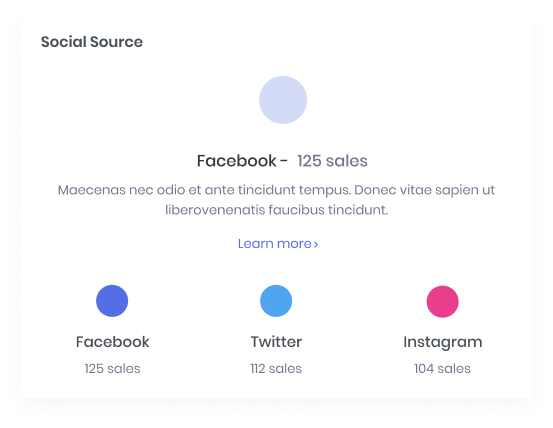 Social Source
Facebook - 125 sales
Maecenas nec odio et ante tincidunt tempus. Donec vitae sapien ut
liberovenenatis faucibus tincidunt.
Learn more ›
Facebook Twitter Instagram
125 sales 112 sales 104 sales